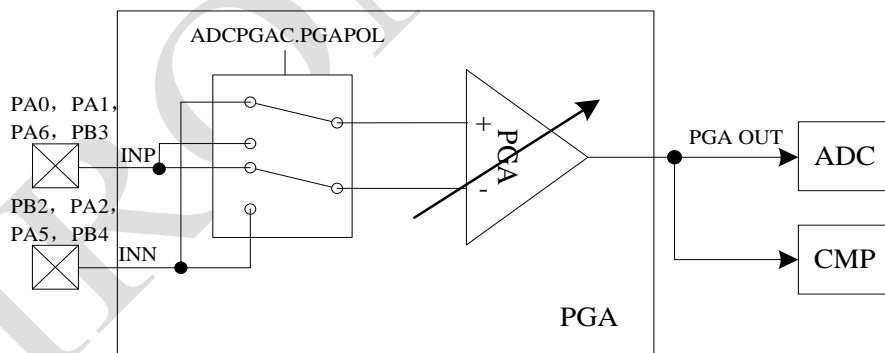 ADCPGAC.PGAPOL
PA0，PA1，
PA6，PB3
INP
PB2，PA2，
PA5，PB4
INN
+
PGA
-
PGA OUT
ADC
CMP
PGA